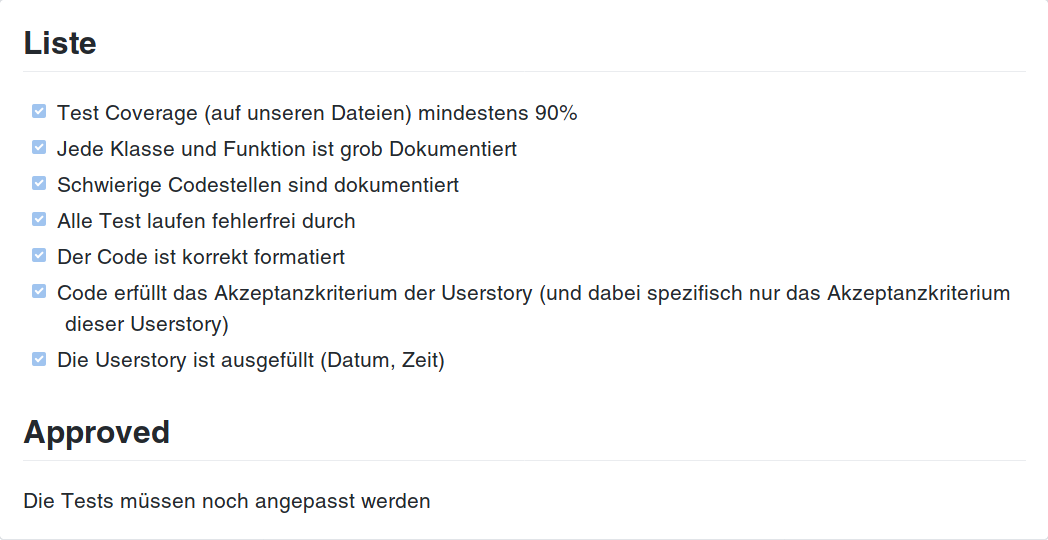 Liste
Test Coverage (auf unseren Dateien) mindestens 90%
Jede Klasse und Funktion ist grob Dokumentiert
Schwierige Codestellen sind dokumentiert
Alle Test laufen fehlerfrei durch
Der Code ist korrekt formatiert
Code erfüllt das Akzeptanzkriterium der Userstory (und dabei spezifisch nur das Akzeptanzkriterium
dieser Userstory)
Die Userstory ist ausgefüllt (Datum, Zeit)
Approved
Die Tests müssen noch angepasst werden